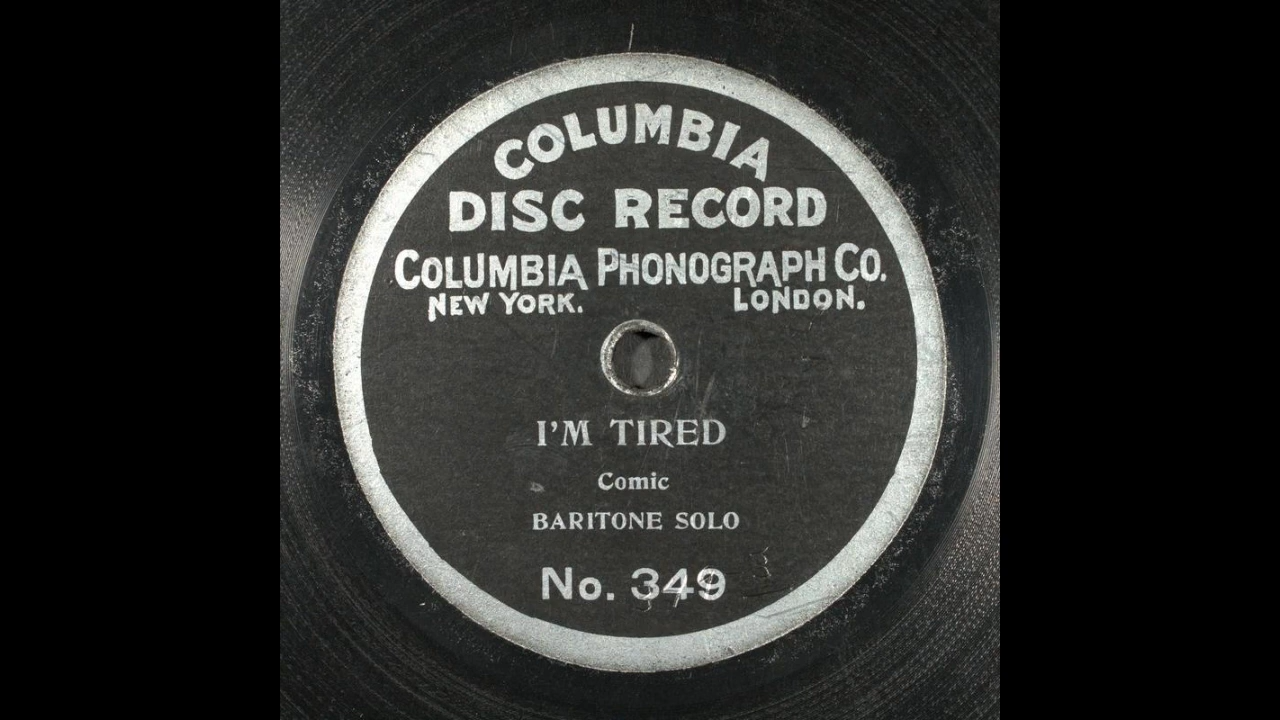 COLUMBIA
DISC RECORD
COLUMBIA PHONOGRAPH CO.
NEW YORK. LONDON.
I'M TIRED
Comic
BARITONE SOLO
No. 349